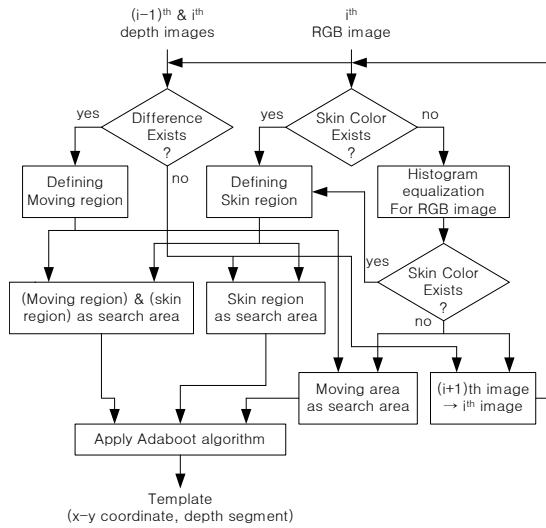 (i-1)th & ith
depth images
ith
RGB image
yes
Difference
Exists
?
no
yes
Skin Color
Exists
?
no
Defining
Moving region
Defining
Skin region
Histogram
equalization
For RGB image
yes
Skin Color
Exists
?
no
(Moving region) & (skin
region) as search area
Skin region
as search area
Moving area
as search area
(i+1)th image
→ ith image
Apply Adaboot algorithm
Template
(x-y coordinate, depth segment)